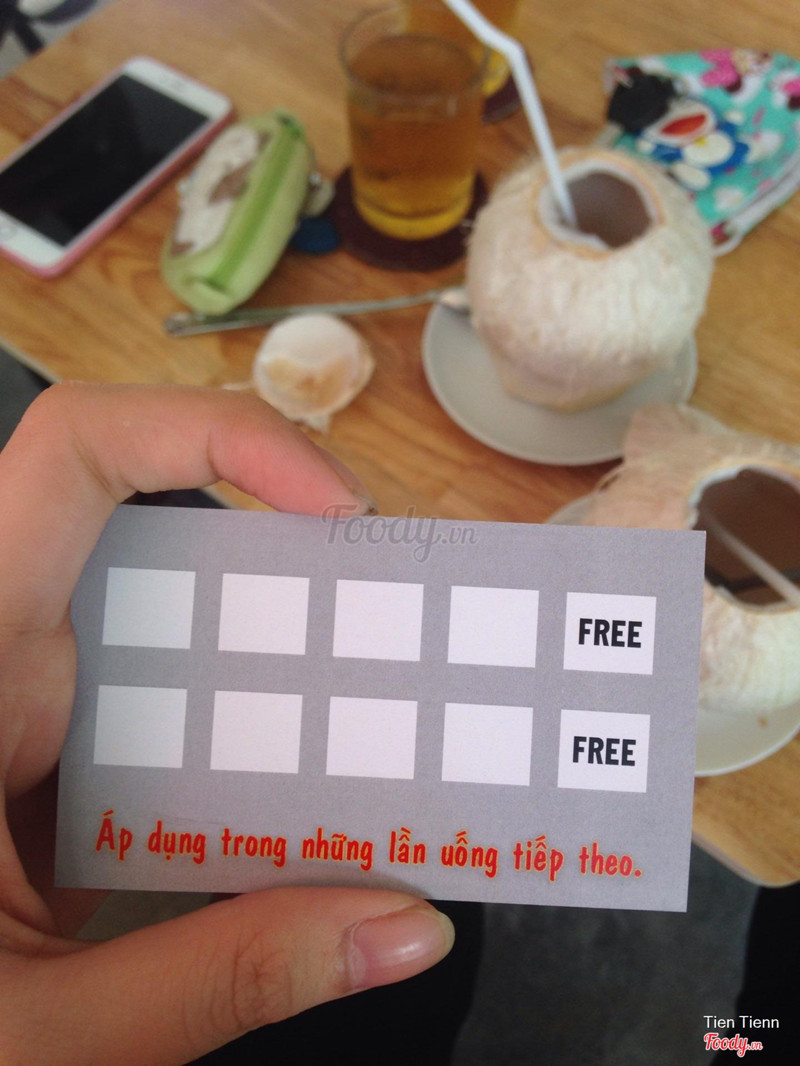 Foody.vn
FREE
FREE
Áp dụng trong những lần uống tiếp theo.
Tien Tienn
Foody.vn